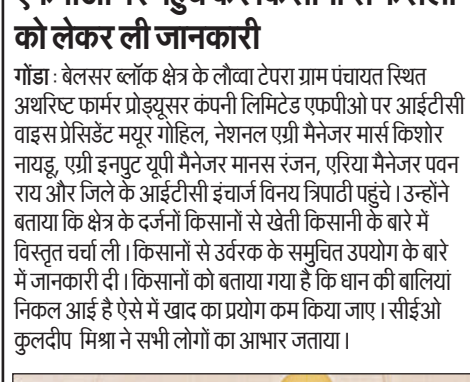 को लेकर ली जानकारी
गोंडा : बेलसर ब्लॉक क्षेत्र के लौव्वा टेपरा ग्राम पंचायत स्थित
अथरिष्ट फार्मर प्रोड्यूसर कंपनी लिमिटेड एफपीओ पर आईटीसी
वाइस प्रेसिडेंट मयूर गोहिल, नेशनल एग्री मैनेजर मार्स किशोर
नायडू, एग्री इनपुट यूपी मैनेजर मानस रंजन, एरिया मैनेजर पवन
राय और जिले के आईटीसी इंचार्ज विनय त्रिपाठी पहुंचे। उन्होंने
बताया कि क्षेत्र के दर्जनों किसानों से खेती किसानी के बारे में
विस्तृत चर्चा ली। किसानों से उर्वरक के समुचित उपयोग के बारे
में जानकारी दी। किसानों को बताया गया है कि धान की बालियां
निकल आई है ऐसे में खाद का प्रयोग कम किया जाए। सीईओ
कुलदीप मिश्रा ने सभी लोगों का आभार जताया।